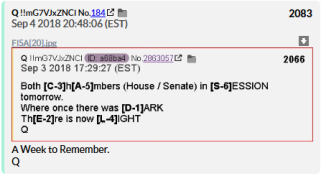 Q !!mG7VJxZNCI No.184 2083
Sep 4 2018 20:48:06 (EST)
FISA[20].jpg
Q !!mG7VJxZNCI ID: a68ba4 No.2863057 2066
Sep 3 2018 17:29:27 (EST)
Both [C-3]h[A-5]mbers (House / Senate) in [S-6]ESSION
tomorrow.
Where once there was [D-1]ARK
Th[E-2]re is now [L-4]IGHT
Q
A Week to Remember.
Q